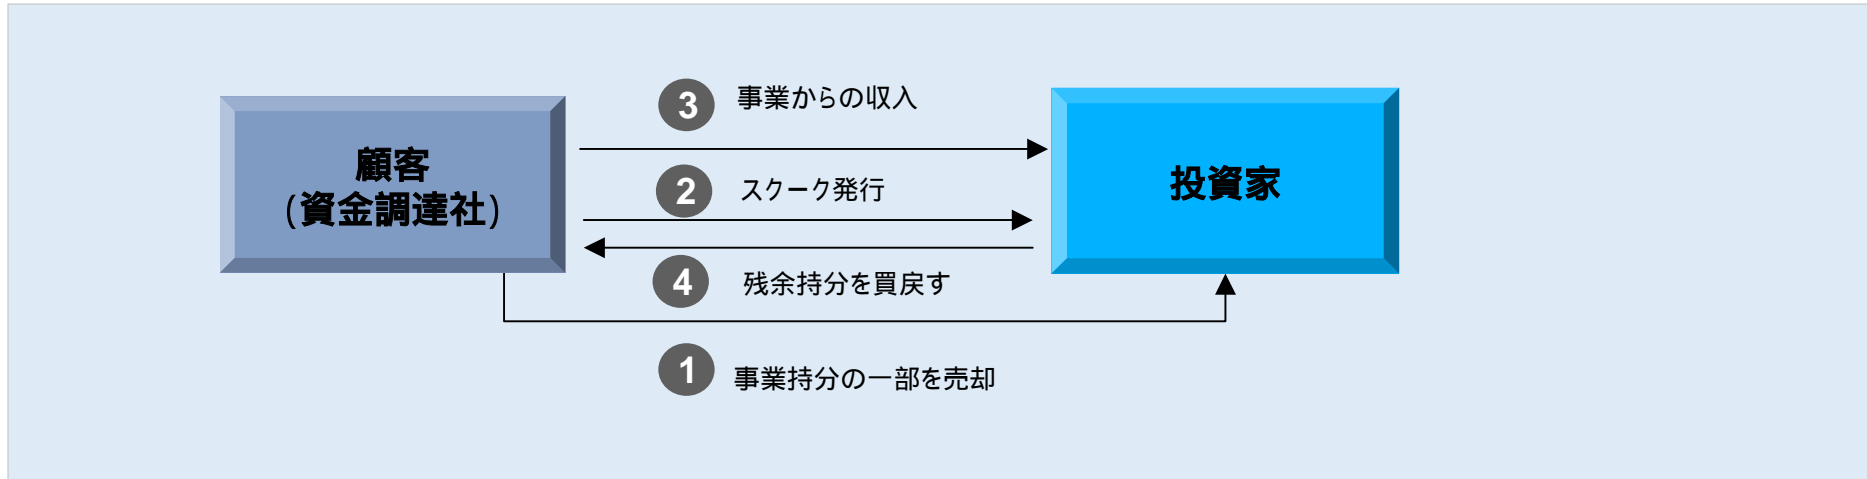 3 事業からの収入
顧客
(資金調達社)
2 スクーク発行
投資家
4 残余持分を買戻す
1 事業持分の一部を売却